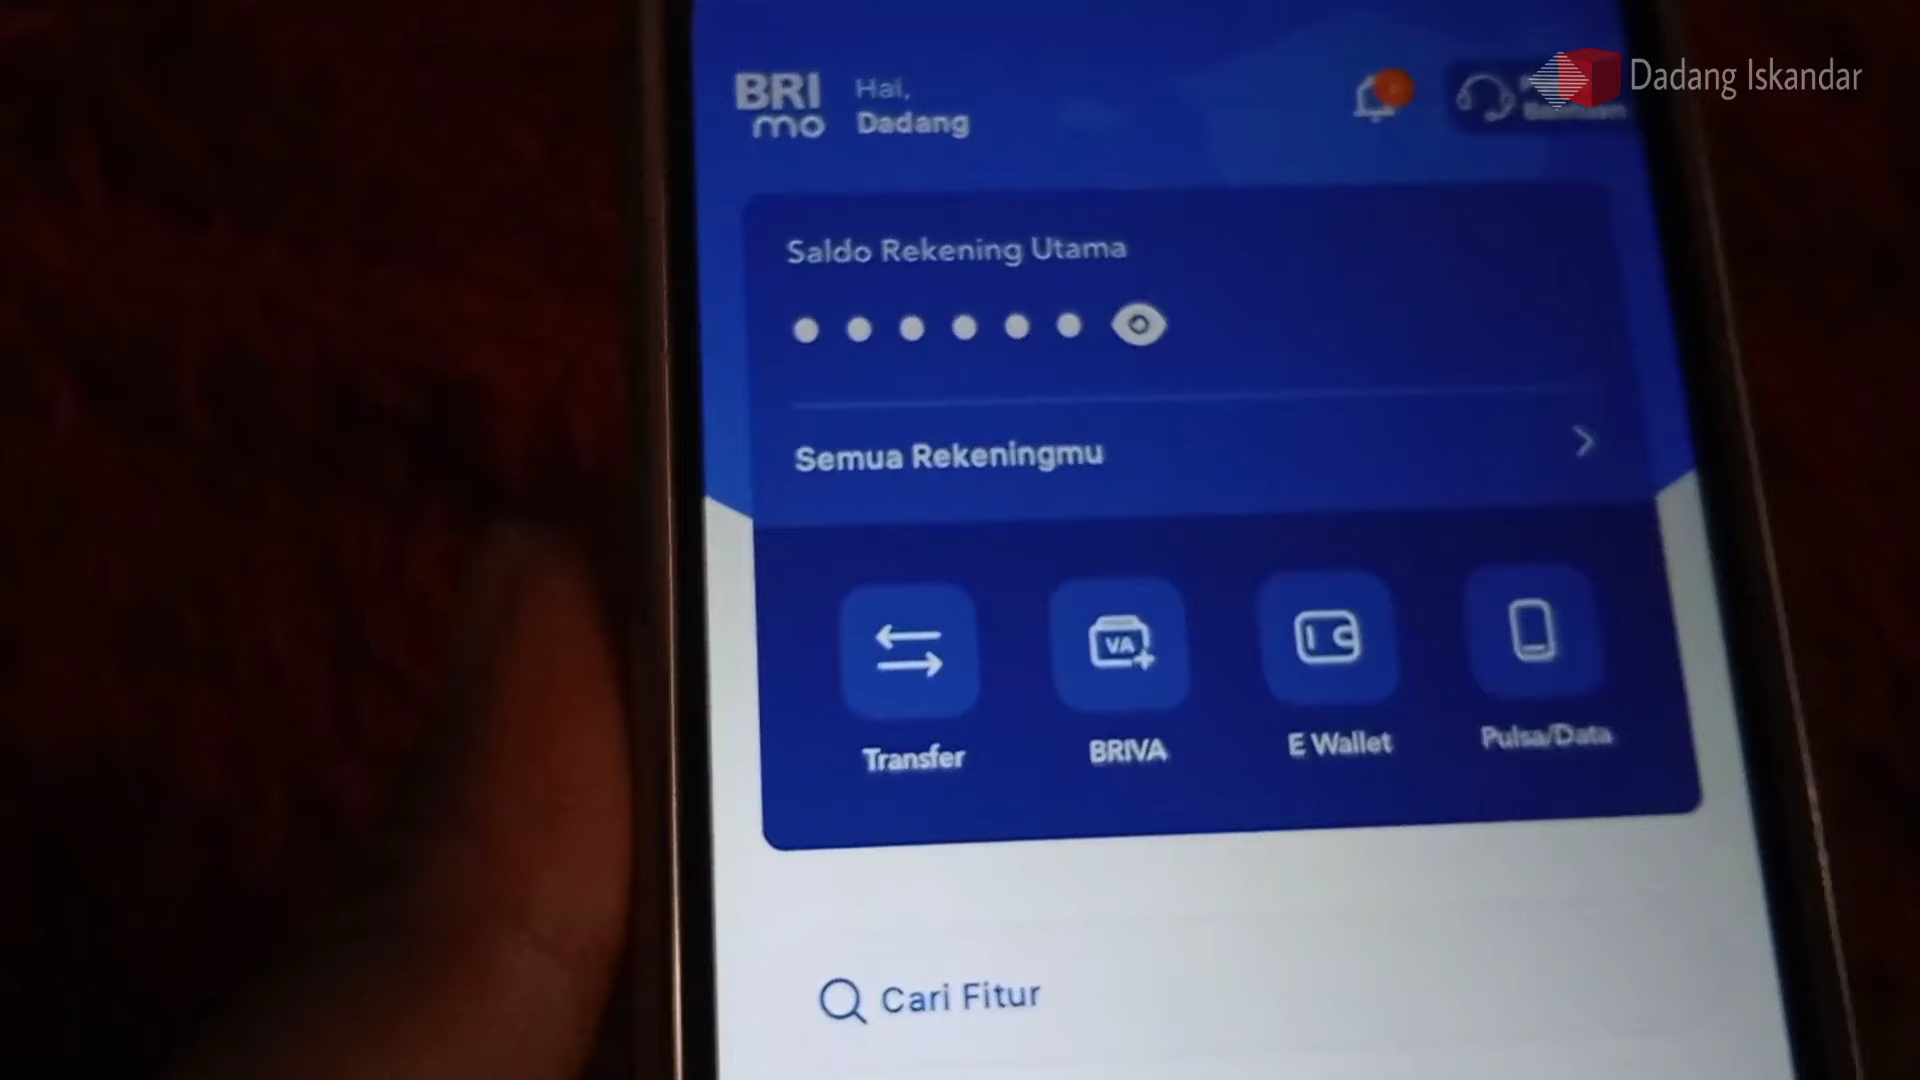 BRI
mo
Hai,
Dadang
Dadang Iskandar
Saldo Rekening Utama
Semua Rekeningmu
VA
Transfer
BRIVA
E Wallet
Pulsa/Data
Cari Fitur